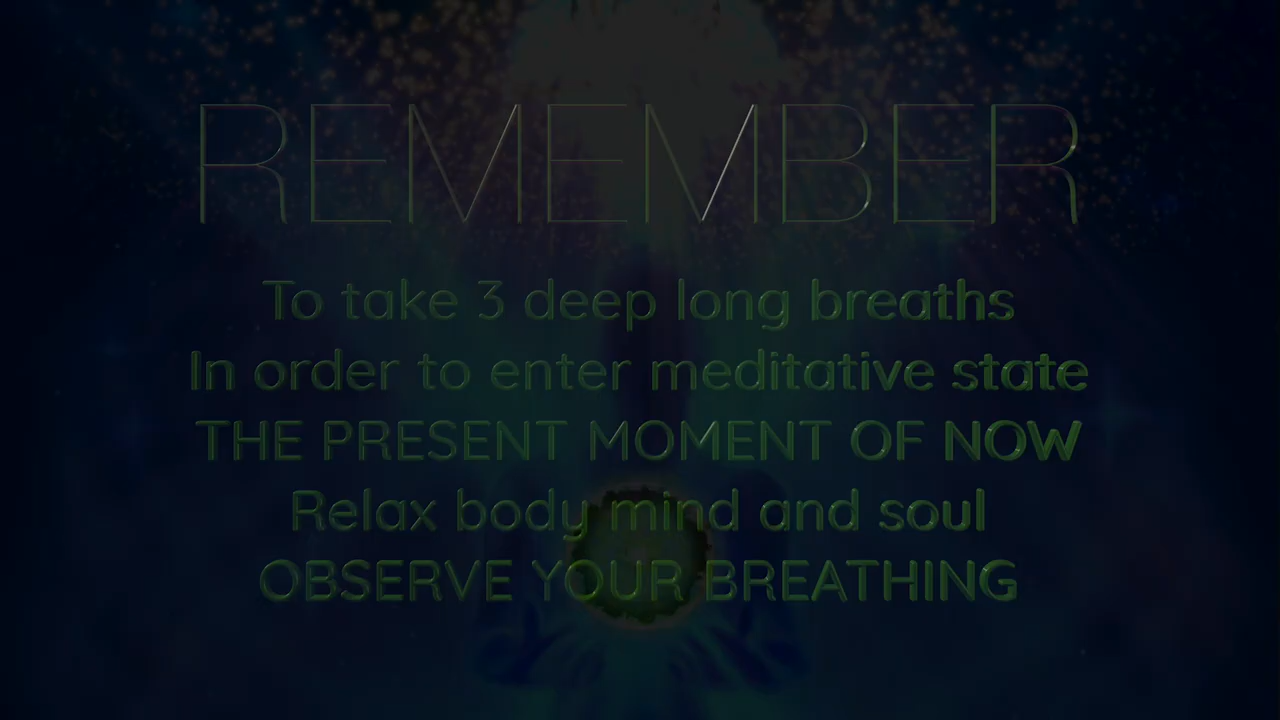 REMEMBER
To take 3 deep long breaths
In order to enter meditative state
THE PRESENT MOMENT OF NOW
Relax body mind and soul
OBSERVE YOUR BREATHING